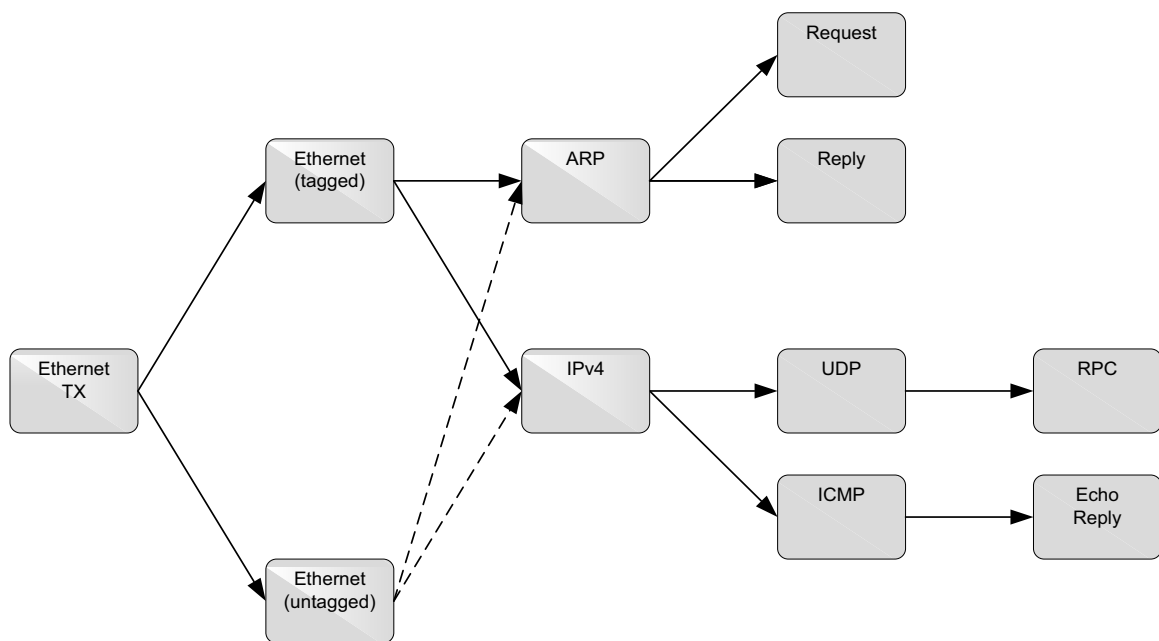 Request
Ethernet
(tagged)
ARP
Reply
Ethernet
TX
IPv4
UDP
RPC
ICMP
Echo
Reply
Ethernet
(untagged)